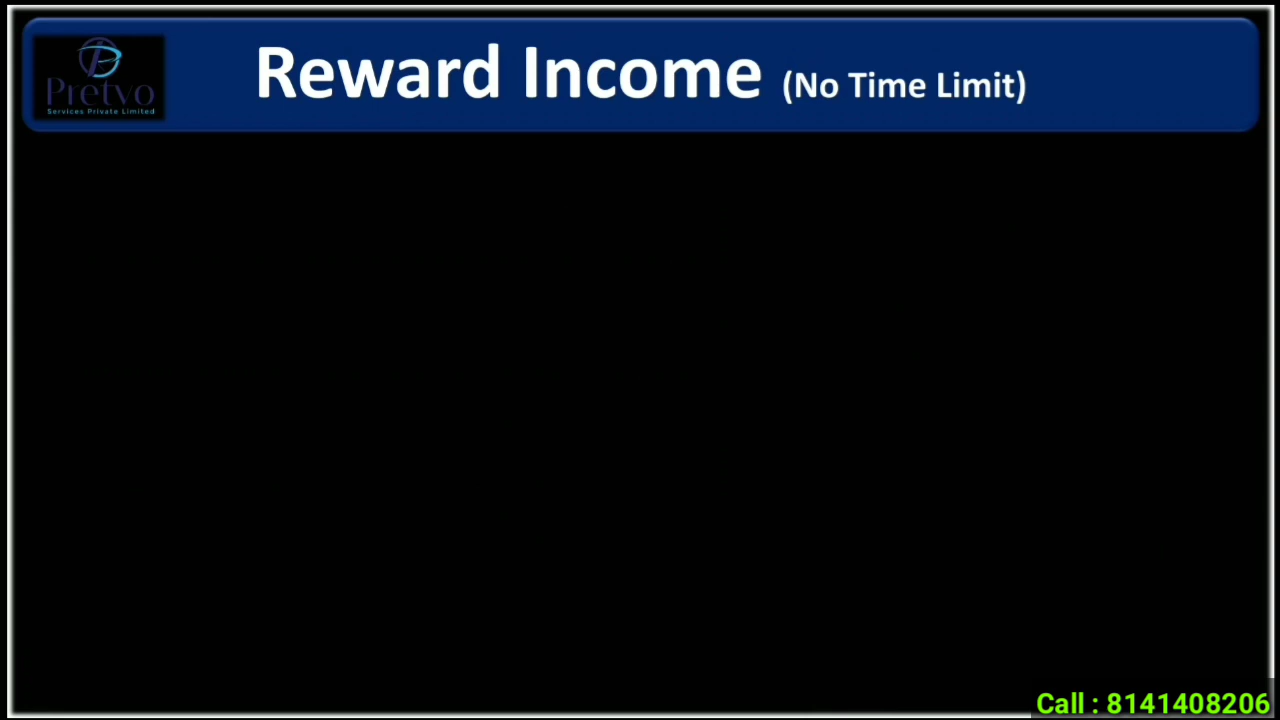 Pretvo
Services Private Limited
Reward Income (No Time Limit)
Call : 8141408206